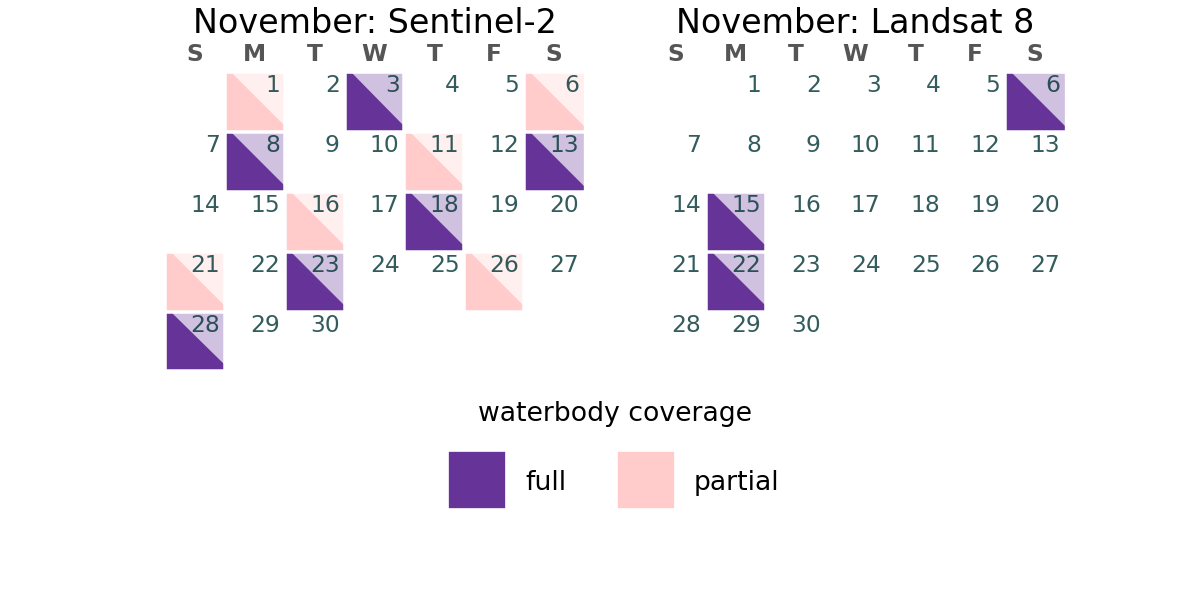 November: Sentinel-2
S M T W T F S
1 2 3 4 5 6
7 8 9 10 11 12 13
14 15 16 17 18 19 20
21 22 23 24 25 26 27
28 29 30
November: Landsat 8
S M T W T F S
1 2 3 4 5 6
7 8 9 10 11 12 13
14 15 16 17 18 19 20
21 22 23 24 25 26 27
28 29 30
waterbody coverage
full partial